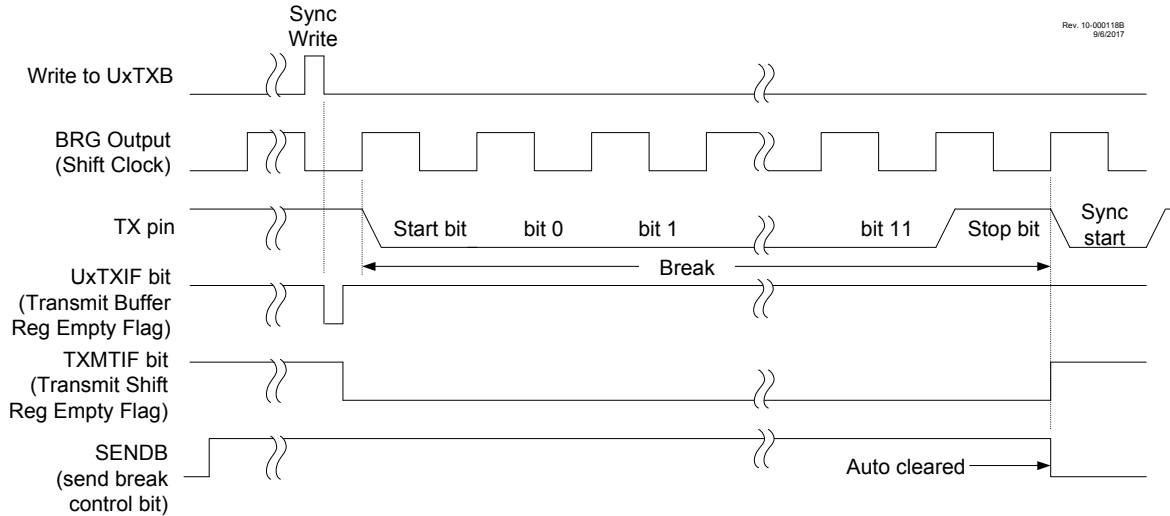 Sync
Write
Rev. 10-000118B
9/6/2017
Write to UxTXB
BRG Output
(Shift Clock)
TX pin
Start bit
bit 0
bit 1
bit 11
Stop bit
Sync
start
Break
UxTXIF bit
(Transmit Buffer
Reg Empty Flag)
TXMTIF bit
(Transmit Shift
Reg Empty Flag)
SENDB
(send break
control bit)
Auto cleared